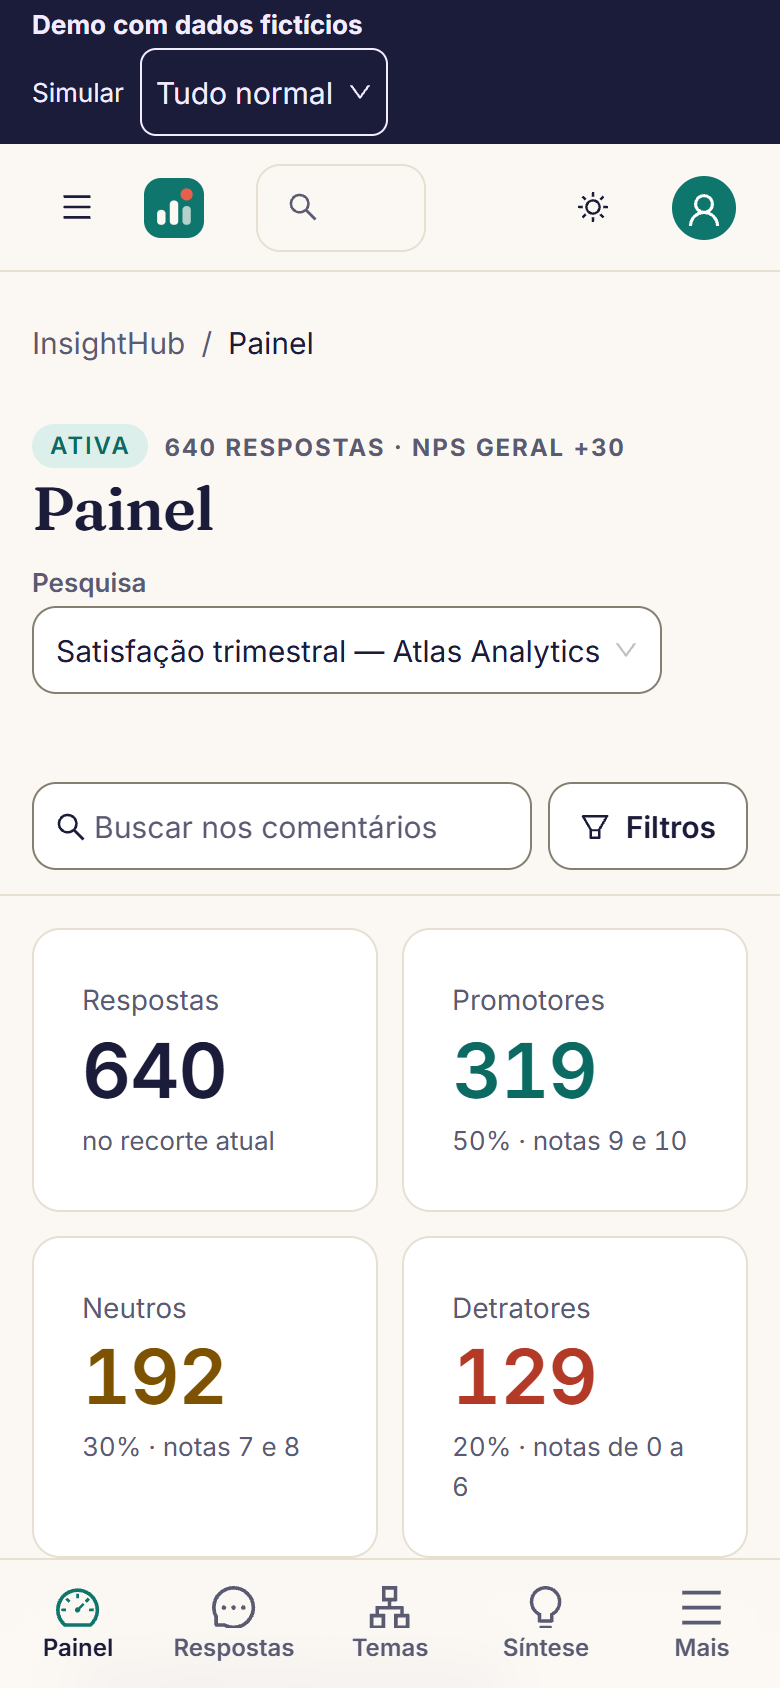 Demo com dados fictícios
Simular Tudo normal
InsightHub / Painel
ATIVA 640 RESPOSTAS · NPS GERAL +30
Painel
Pesquisa
Satisfação trimestral — Atlas Analytics
Buscar nos comentários Filtros
Respostas
640
no recorte atual
Promotores
319
50% · notas 9 e 10
Neutros
192
30% · notas 7 e 8
Detratores
129
20% · notas de 0 a
6
Painel Respostas Temas Síntese Mais